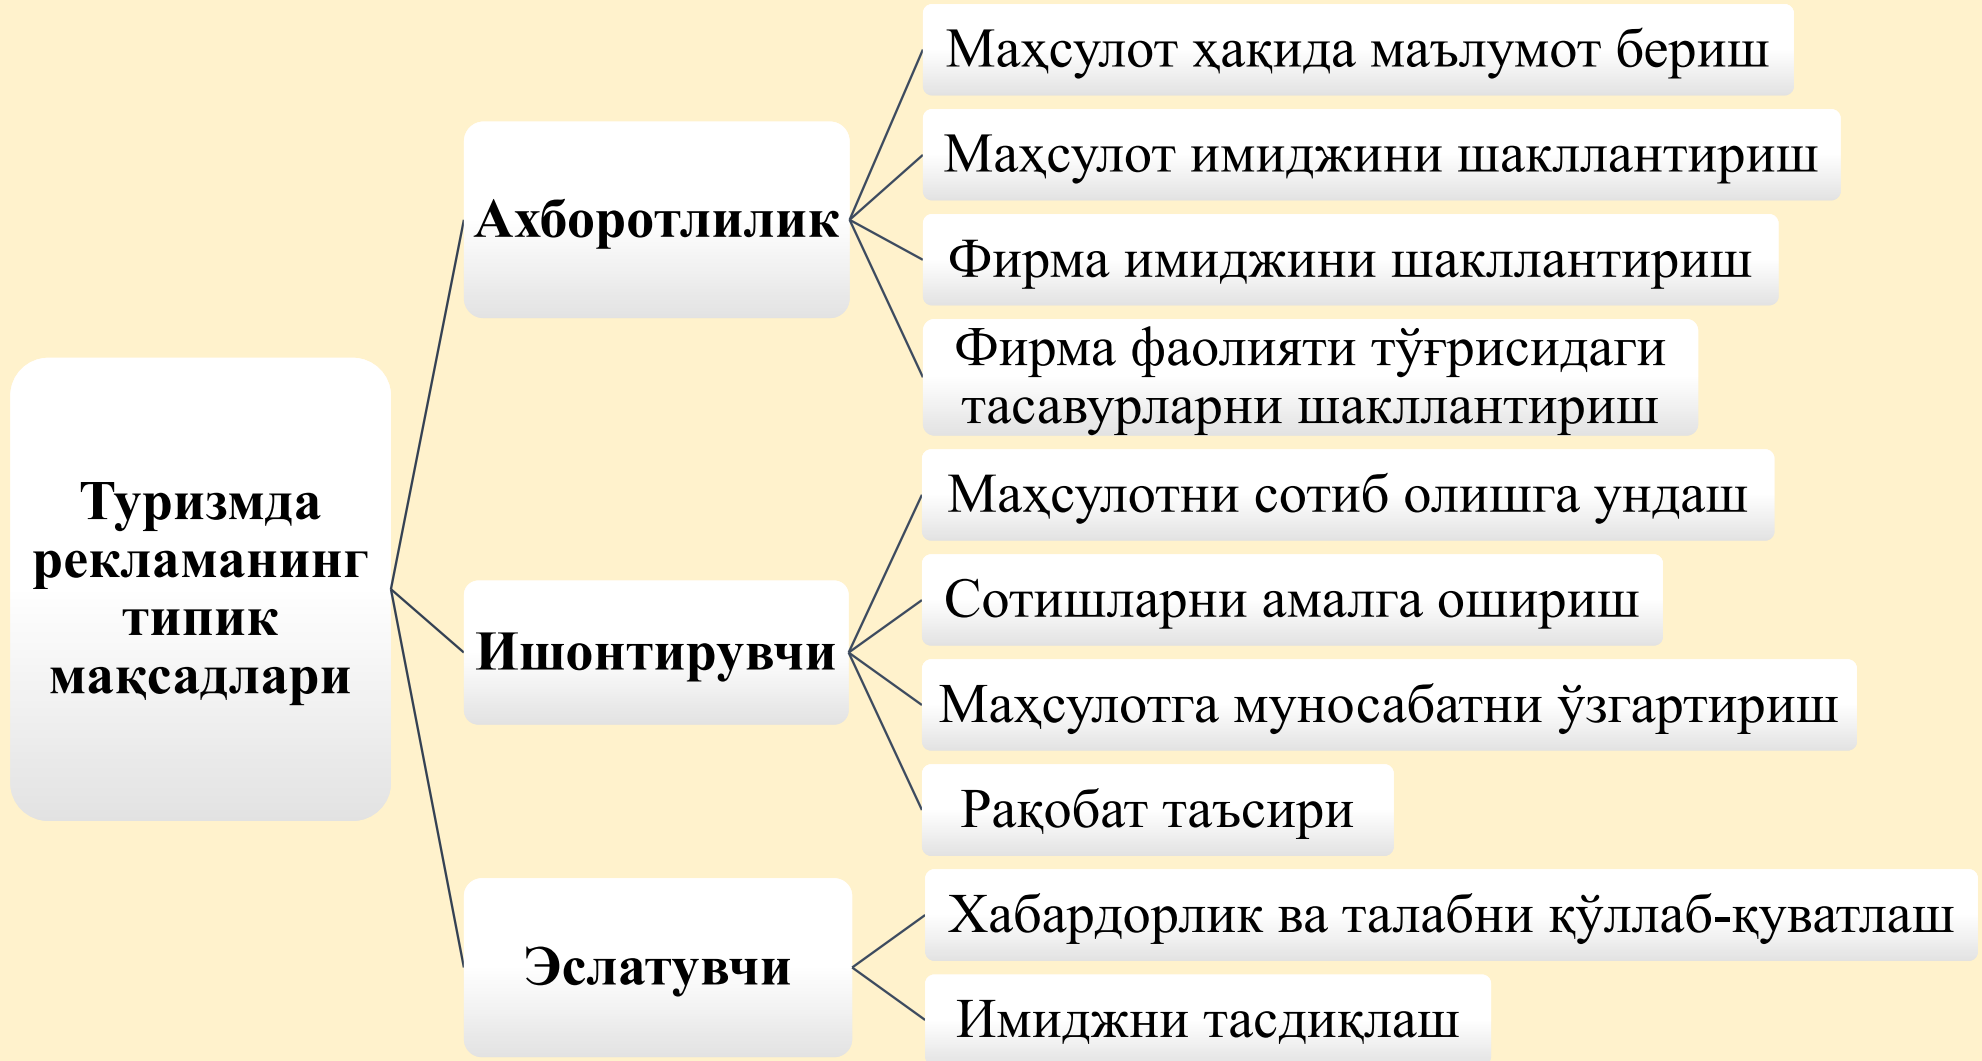 Туризмда
рекламанинг
типик
мақсадлари
Ахборотлилик
Маҳсулот ҳақида маълумот бериш
Маҳсулот имиджини шакллантириш
Фирма имиджини шакллантириш
Фирма фаолияти тўғрисидаги
тасавурларни шакллантириш
Ишонтирувчи
Маҳсулотни сотиб олишга ундаш
Сотишларни амалга ошириш
Маҳсулотга муносабатни ўзгартириш
Рақобат таъсири
Эслатувчи
Хабардорлик ва талабни қўллаб-қуватлаш
Имиджни тасдиқлаш